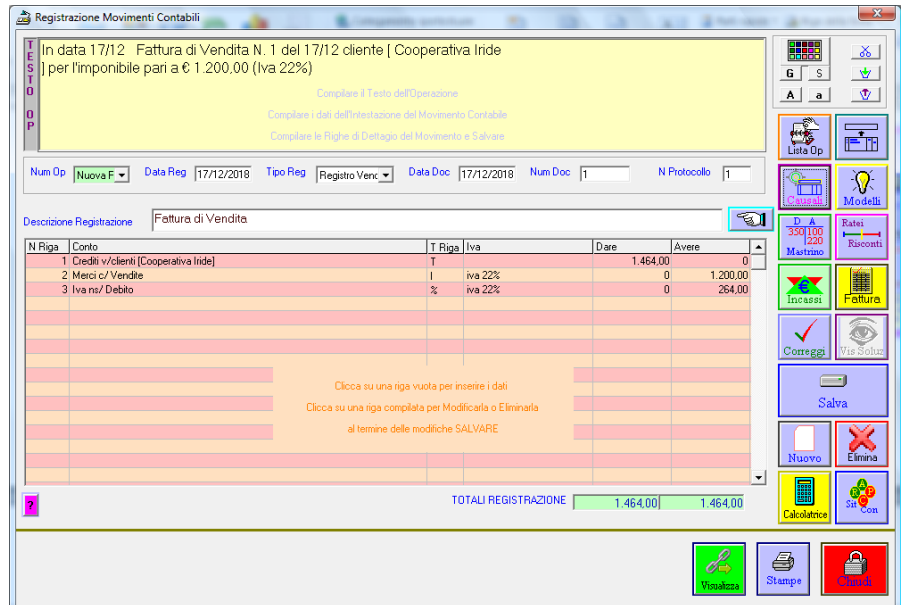 Registrazione Movimenti Contabili
TESTO OP
In data 17/12 Fattura di Vendita N. 1 del 17/12 cliente [ Cooperativa Iride
] per l'imponibile pari a € 1.200,00 (Iva 22%)
Compilare il Testo dell'Operazione
Compilare i dati dell'Intestazione del Movimento Contabile
Compilare le Righe di Dettaglio del Movimento e Salvare
G S
A a
Lista Op
Num Op Nuova F Data Reg 17/12/2018 Tipo Reg Registro Venc Data Doc 17/12/2018 Num Doc 1 N Protocollo 1
Causali Modelli
Descrizione Registrazione Fattura di Vendita
D A
350 100
220
Mastrino
Ratei
Risconti
N Riga Conto T Riga Iva Dare Avere
1 Crediti v/clienti [Cooperativa Iride] T 1.464,00 0
2 Merci c/ Vendite I iva 22% 0 1.200,00
3 Iva ns/ Debito % iva 22% 0 264,00
€
Incassi Fattura
Correggi Vis Soluz
Clicca su una riga vuota per inserire i dati
Clicca su una riga compilata per Modificarla o Eliminarla
al termine delle modifiche SALVARE
Salva
Nuovo Elimina
? TOTALI REGISTRAZIONE 1.464,00 1.464,00
Calcolatrice
R A P C
Sit Con
Visualizza Stampe Chiudi